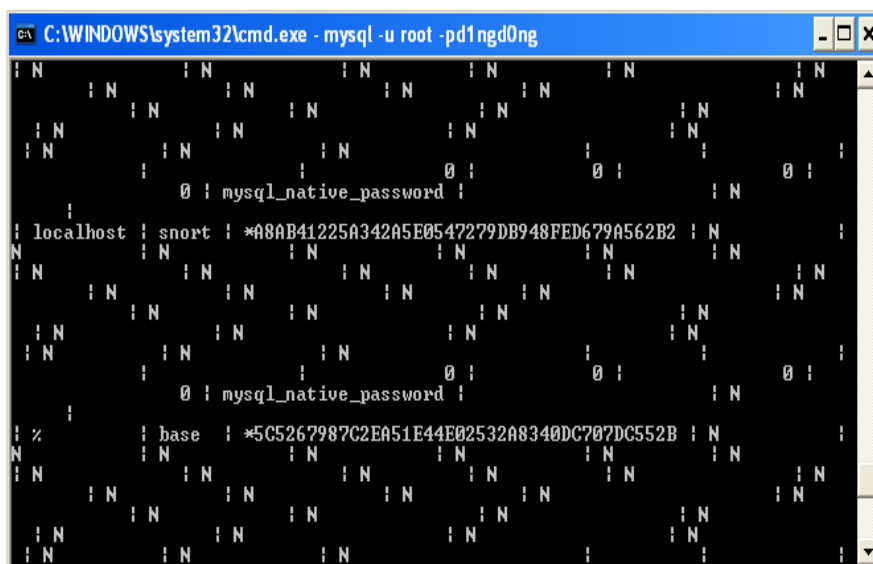 C:\WINDOWS\system32\cmd.exe - mysql -u root -pd1ngd0ng
| N | N | N | N | N | N
| N | N | N | N | N
| N | N | N | N
| N | N | N | N
| N | N | N | | |
| | 0 | 0 | 0 |
0 | mysql_native_password | | N
|
| localhost | snort | *A8AB41225A342A5E0547279DB948FED679A562B2 | N |
N | N | N | N | N | N
| N | N | N | N | N | N
| N | N | N | N | N
| N | N | N | N
| N | N | N | N
| N | N | N | | |
| | 0 | 0 | 0 |
0 | mysql_native_password | | N
|
| % | base | *5C5267987C2EA51E44E02532A8340DC707DC552B | N |
N | N | N | N | N | N
| N | N | N | N | N | N
| N | N | N | N | N
| N | N | N | N
| N | N | N | N
| N | N | N | | |